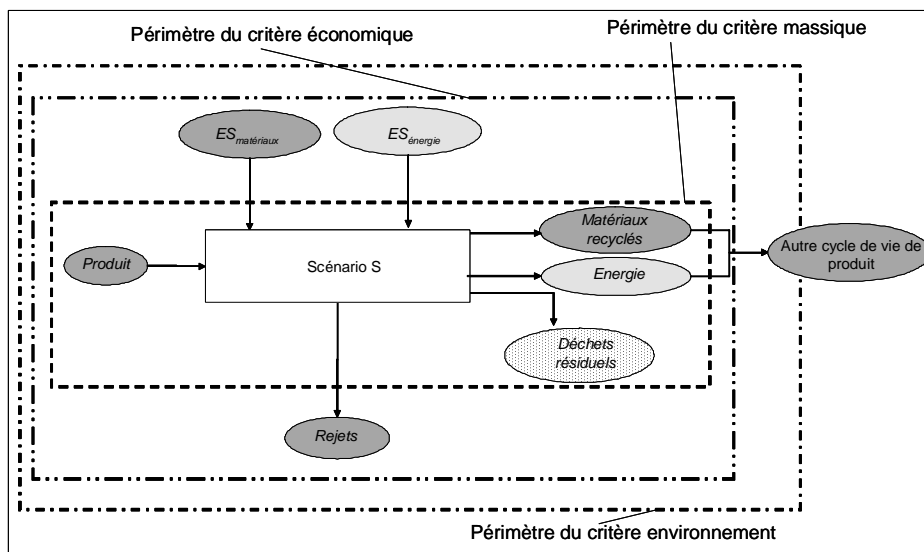 Périmètre du critère économique
Périmètre du critère massique
ES matériaux
ES énergie
Matériaux
recyclés
Autre cycle de vie de
produit
Produit
Scénario S
Energie
Déchets
résiduels
Rejets
Périmètre du critère environnement